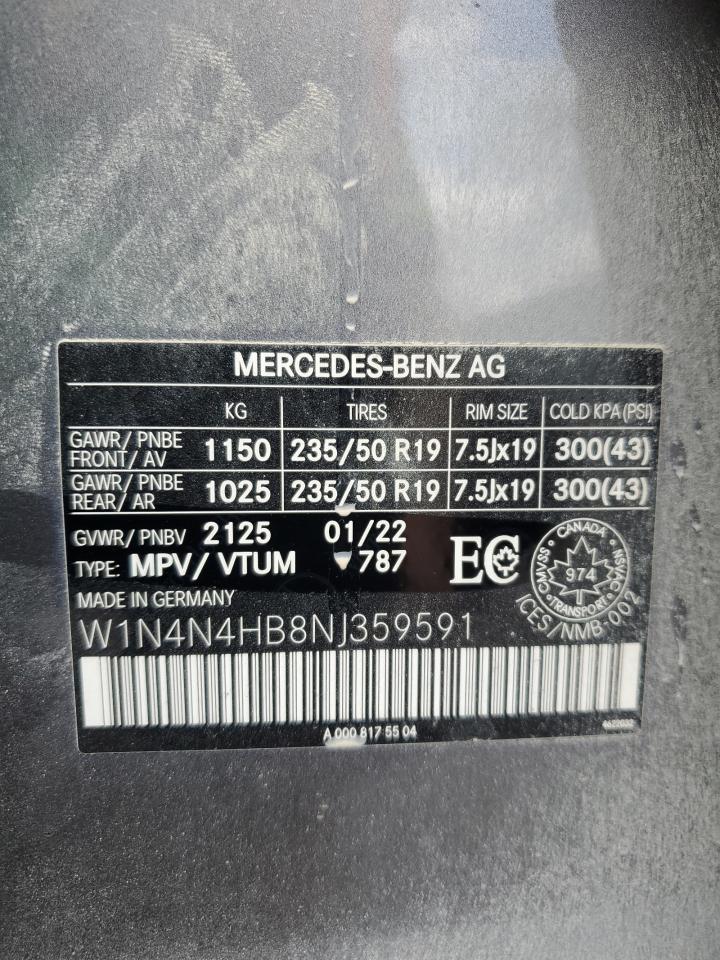 MERCEDES-BENZ AG
KG TIRES RIM SIZE COLD KPA (PSI)
GAWR/ PNBE FRONT/ AV 1150 235/50 R19 7.5Jx19 300(43)
GAWR/ PNBE REAR/ AR 1025 235/50 R19 7.5Jx19 300(43)
GVWR/ PNBV 2125 01/22
TYPE: MPV/ VTUM 787
EC
CANADA
CMVSS
974
NSVAC
TRANSPORT
ICES/NMB-002
MADE IN GERMANY
W1N4N4HB8NJ359591
A 000 817 55 04